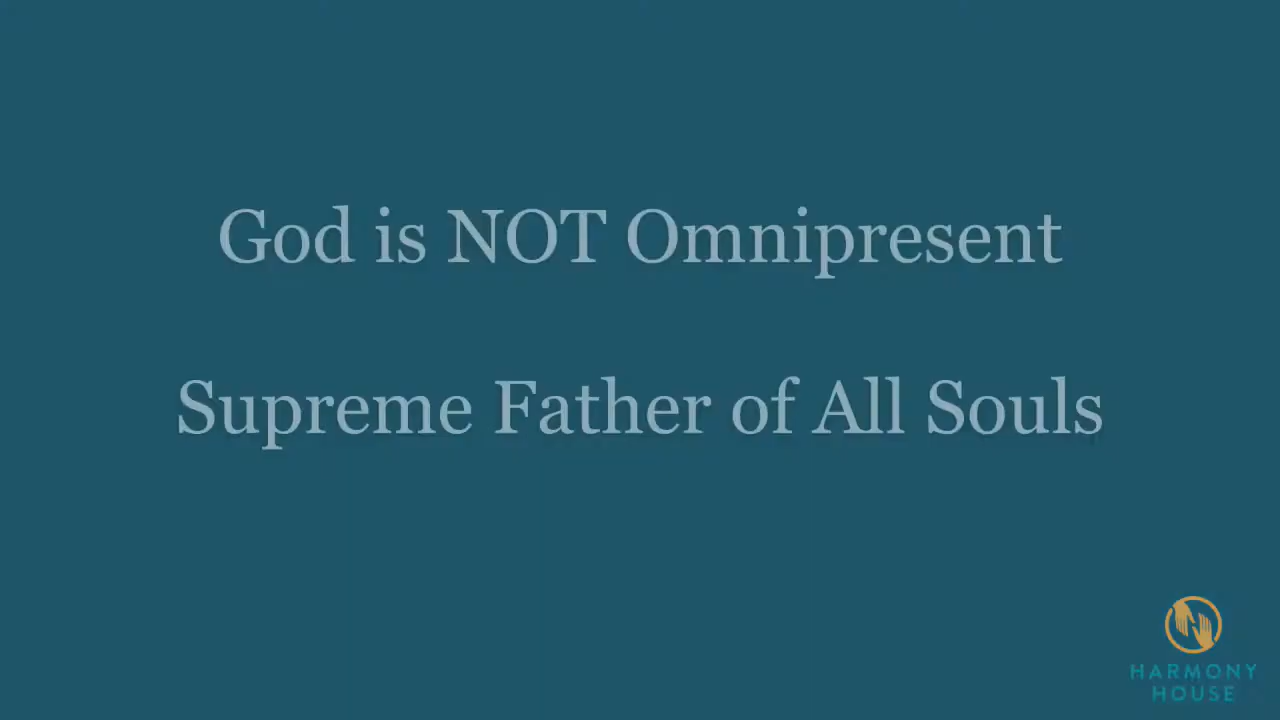 God is NOT Omnipresent
Supreme Father of All Souls
HARMONY
HOUSE